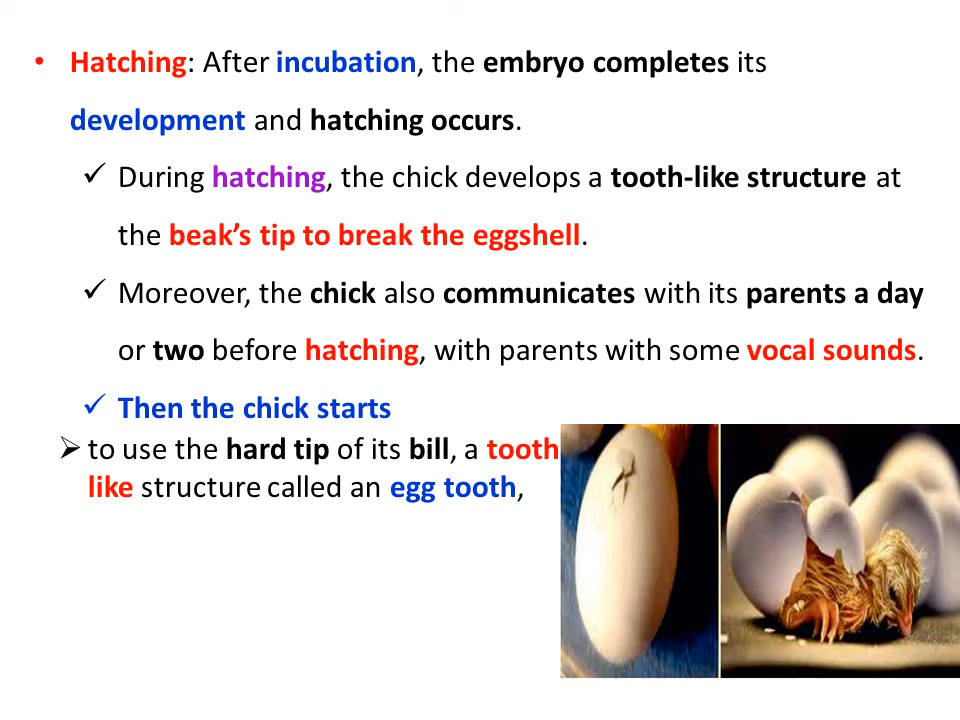 • Hatching: After incubation, the embryo completes its
development and hatching occurs.
✓ During hatching, the chick develops a tooth-like structure at
the beak’s tip to break the eggshell.
✓ Moreover, the chick also communicates with its parents a day
or two before hatching, with parents with some vocal sounds.
✓ Then the chick starts
➢ to use the hard tip of its bill, a tooth
like structure called an egg tooth,